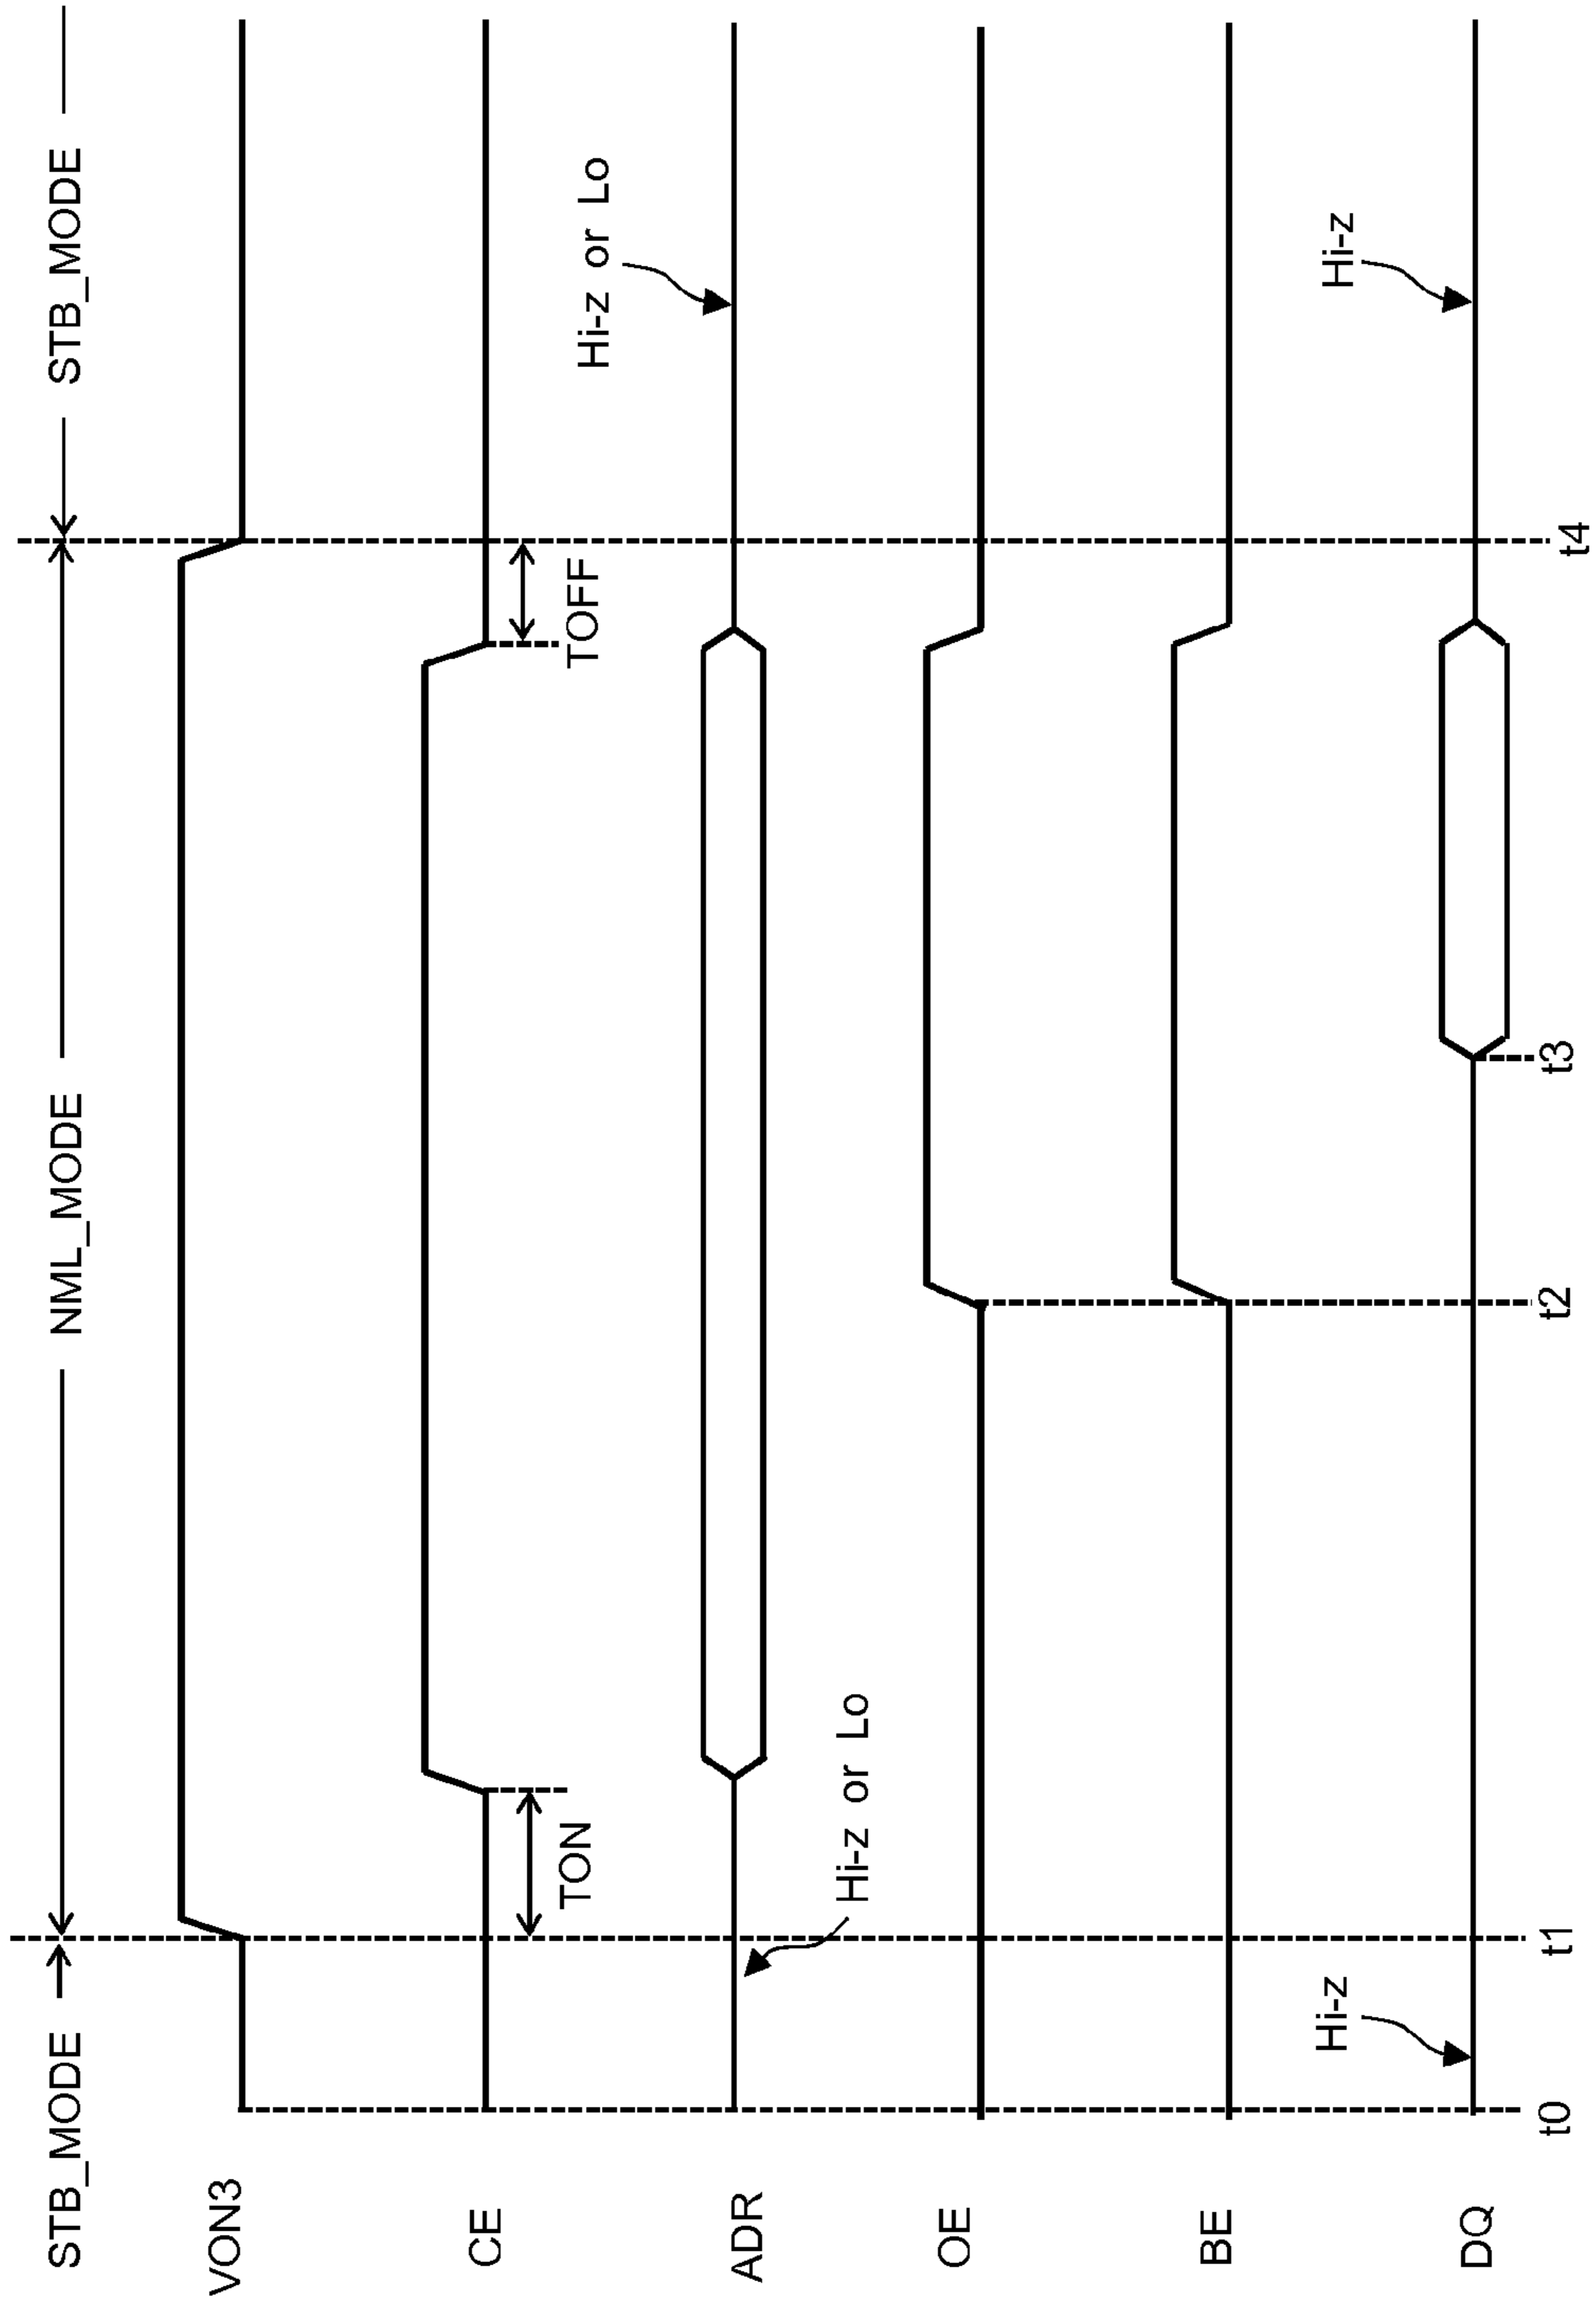 STB_MODE NML_MODE STB_MODE
VON3
CE
TON TOFF
ADR
Hi-z or Lo
Hi-z or Lo
OE
BE
DQ
Hi-z
Hi-z
t0 t1 t2 t3 t4